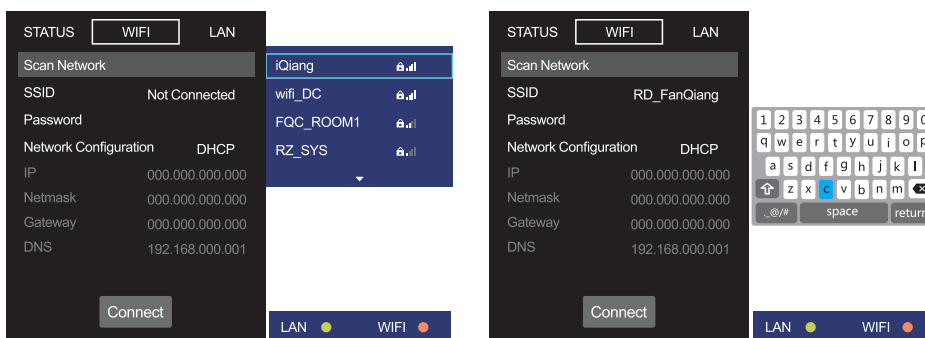 STATUS WIFI LAN
Scan Network
SSID Not Connected
Password
Network Configuration DHCP
IP 000.000.000.000
Netmask 000.000.000.000
Gateway 000.000.000.000
DNS 192.168.000.001
Connect
iQiang
wifi_DC
FQC_ROOM1
RZ_SYS
LAN WIFI
STATUS WIFI LAN
Scan Network
SSID RD_FanQiang
Password
Network Configuration DHCP
IP 000.000.000.000
Netmask 000.000.000.000
Gateway 000.000.000.000
DNS 192.168.000.001
Connect
1 2 3 4 5 6 7 8 9 0
q w e r t y u i o p
a s d f g h j k l
z x c v b n m
._@/# space return
LAN WIFI